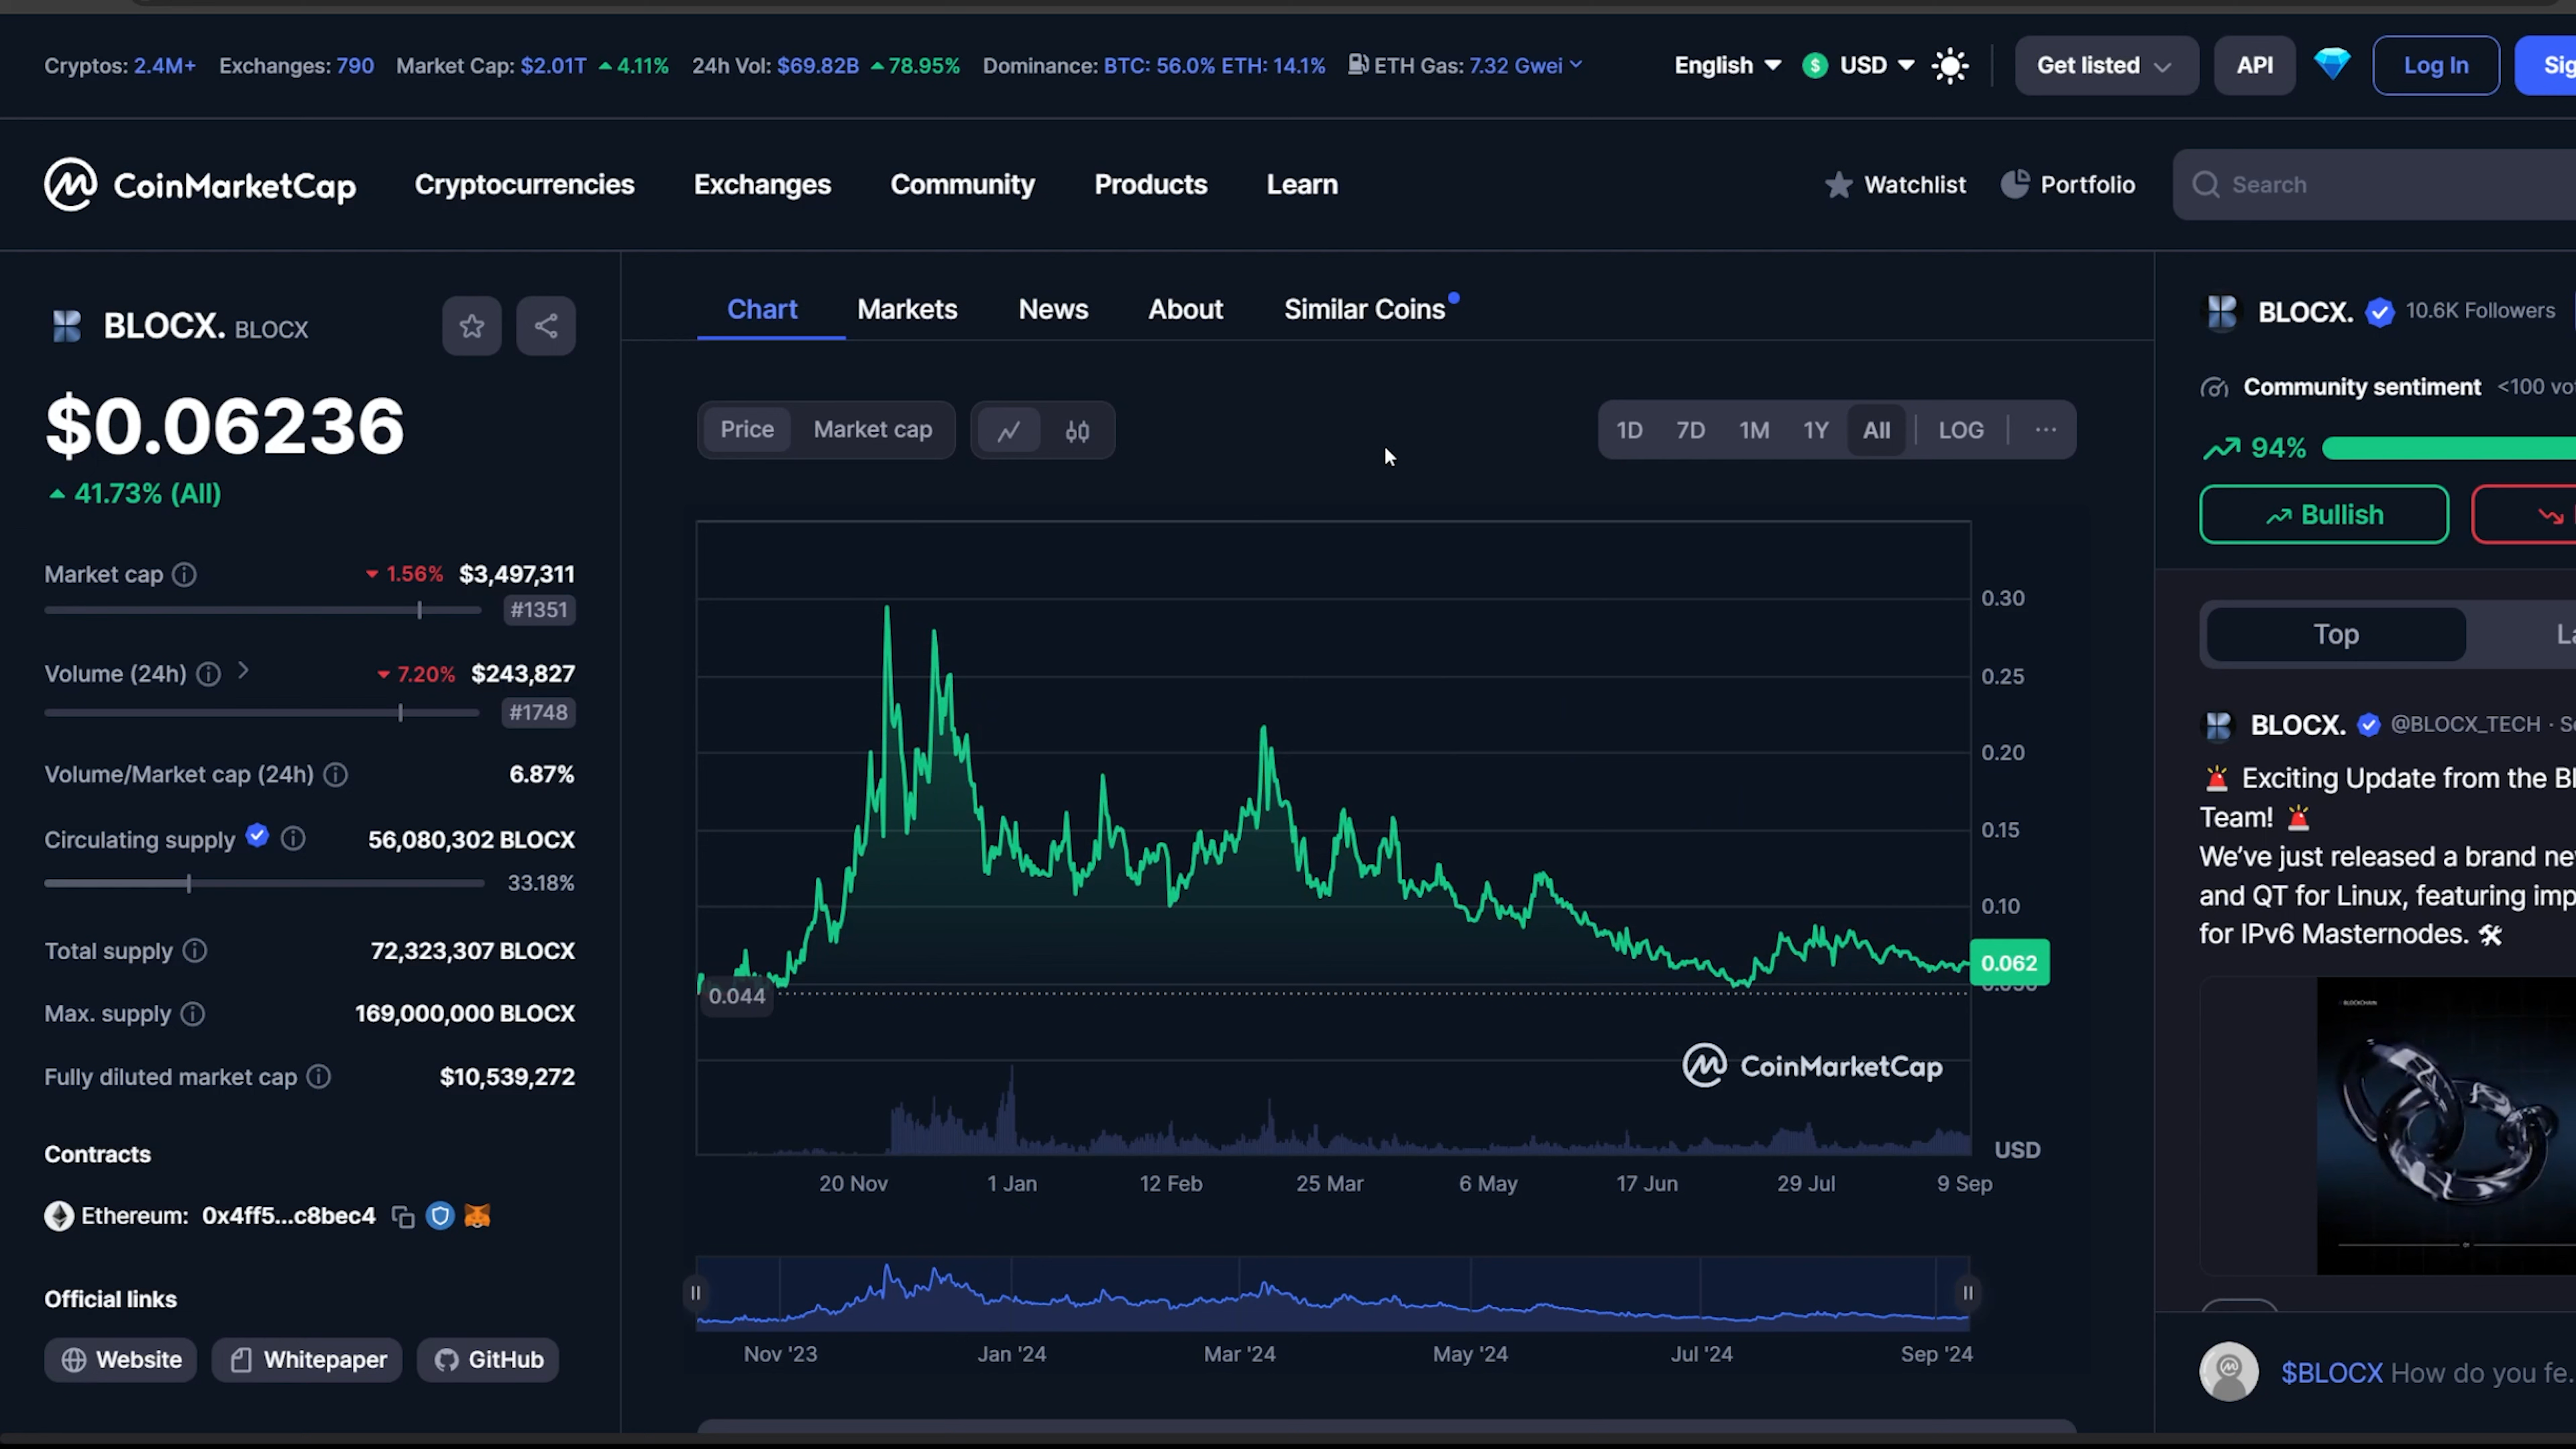 Cryptos: 2.4M+ Exchanges: 790 Market Cap: $2.01T 4.11% 24h Vol: $69.82B 78.95% Dominance: BTC: 56.0% ETH: 14.1% ETH Gas: 7.32 Gwei English USD Get listed API Log In Sig
CoinMarketCap Cryptocurrencies Exchanges Community Products Learn Watchlist Portfolio Search
BLOCX. BLOCX
$0.06236
41.73% (All)
Market cap 1.56% $3,497,311
#1351
Volume (24h) 7.20% $243,827
#1748
Volume/Market cap (24h) 6.87%
Circulating supply 56,080,302 BLOCX
33.18%
Total supply 72,323,307 BLOCX
Max. supply 169,000,000 BLOCX
Fully diluted market cap $10,539,272
Contracts
Ethereum: 0x4ff5...c8bec4
Official links
Website Whitepaper GitHub
Chart Markets News About Similar Coins
Price Market cap 1D 7D 1M 1Y All LOG ...
0.30
0.25
0.20
0.15
0.10
0.062
0.044
CoinMarketCap
USD
20 Nov 1 Jan 12 Feb 25 Mar 6 May 17 Jun 29 Jul 9 Sep
Nov '23 Jan '24 Mar '24 May '24 Jul '24 Sep '24
BLOCX. 10.6K Followers
Community sentiment <100 vo
94%
Bullish
Top La
BLOCX. @BLOCX_TECH · Se
Exciting Update from the Bl
Team!
We've just released a brand ne
and QT for Linux, featuring imp
for IPv6 Masternodes.
BLOCKCHAIN
$BLOCX How do you fe...